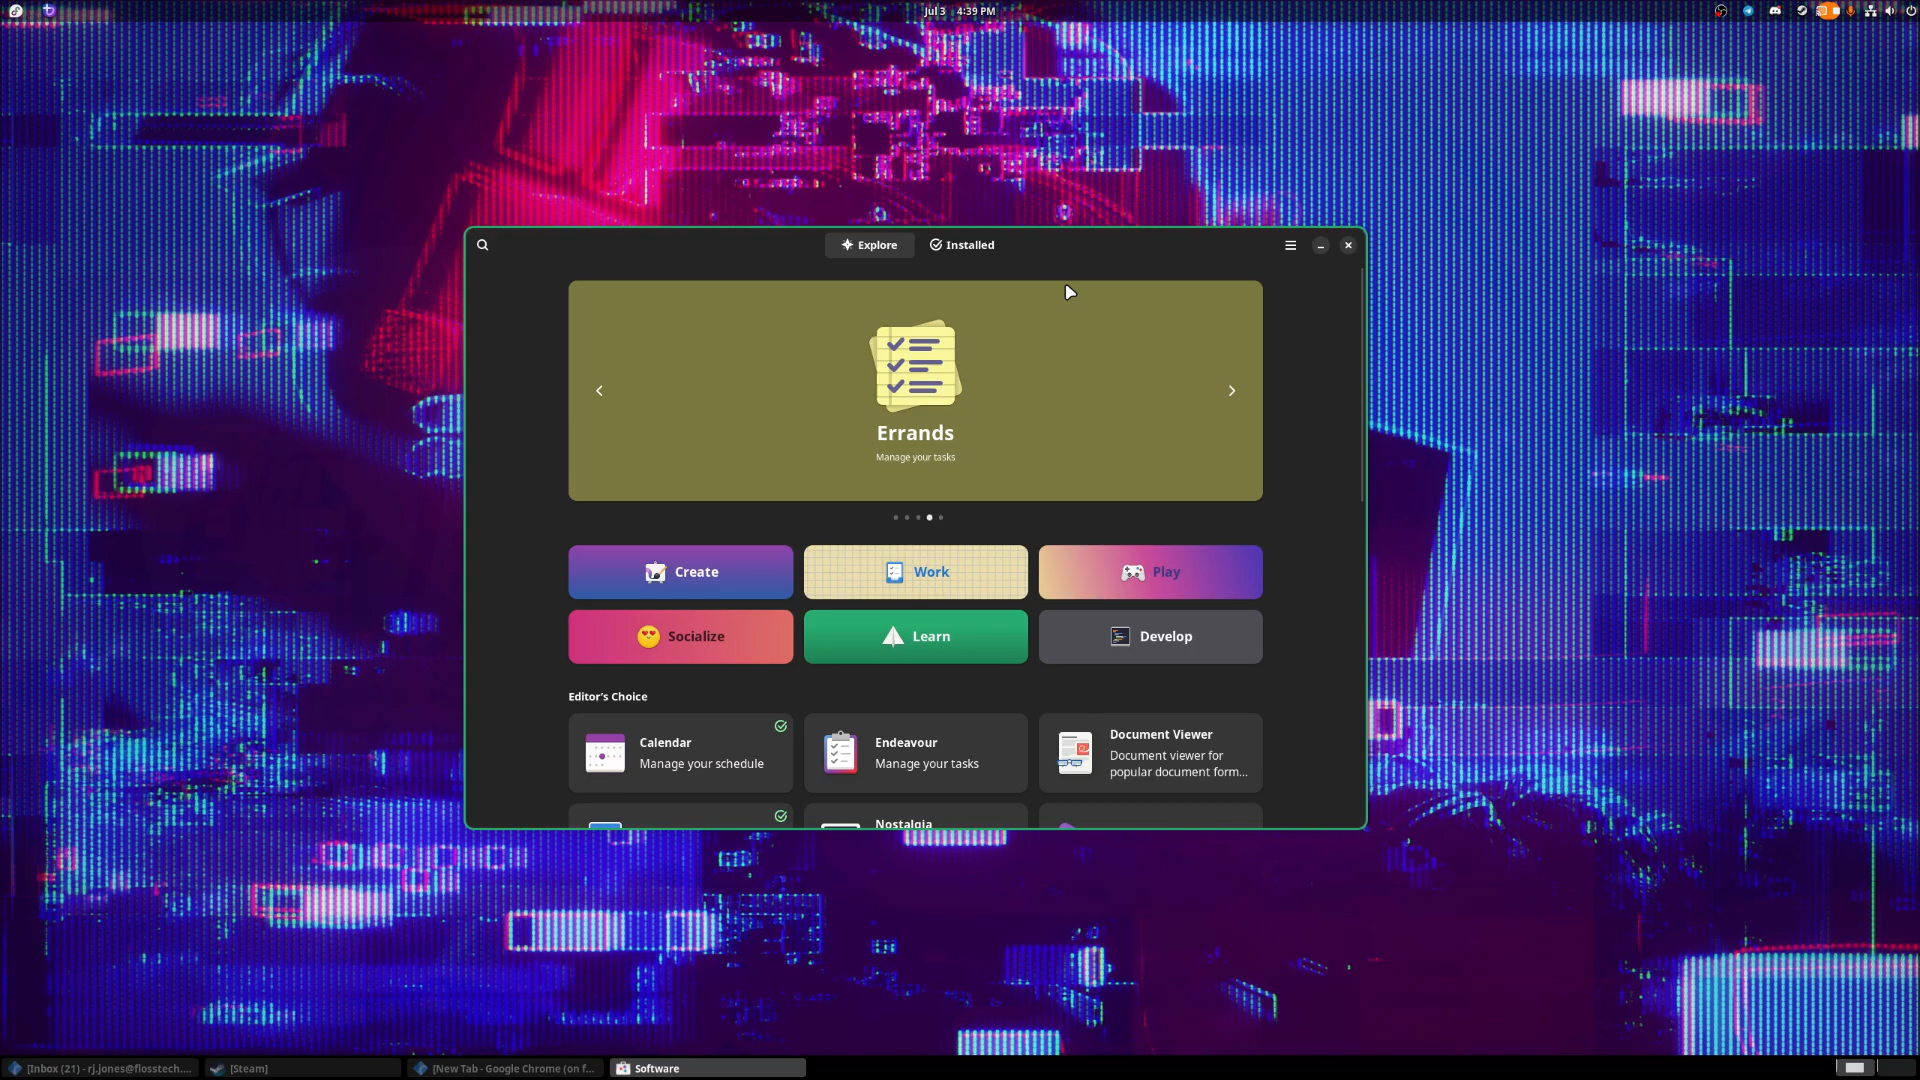 Jul 3 4:39 PM
Explore
Installed
Errands
Manage your tasks
Create
Work
Play
Socialize
Learn
Develop
Editor's Choice
Calendar
Manage your schedule
Endeavour
Manage your tasks
Document Viewer
Document viewer for
popular document form...
Nostalgia
[Inbox (21) - rj.jones@flosstech....
[Steam]
[New Tab - Google Chrome (on f...
Software